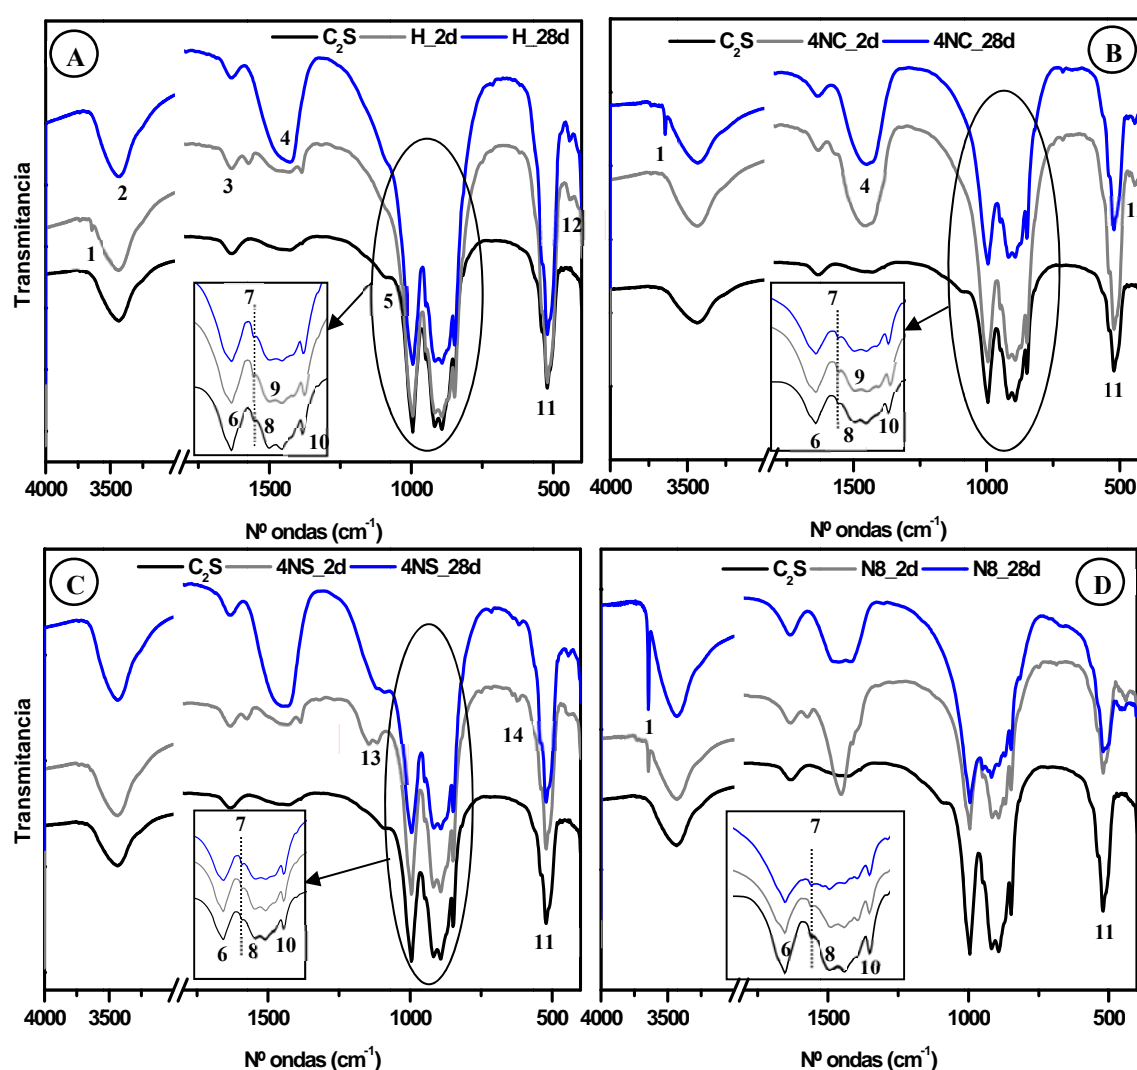 A
C₂S H_2d H_28d
Transmitancia
1
2
3
4
5
7
9
6
8
10
11
12
4000 3500 1500 1000 500
Nº ondas (cm⁻¹)
B
C₂S 4NC_2d 4NC_28d
1
4
7
9
6
8
10
11
1
4000 3500 1500 1000 500
Nº ondas (cm⁻¹)
C
C₂S 4NS_2d 4NS_28d
Transmitancia
13
14
7
6
8
10
11
4000 3500 1500 1000 500
Nº ondas (cm⁻¹)
D
C₂S N8_2d N8_28d
1
7
6
8
10
11
4000 3500 1500 1000 500
Nº ondas (cm⁻¹)